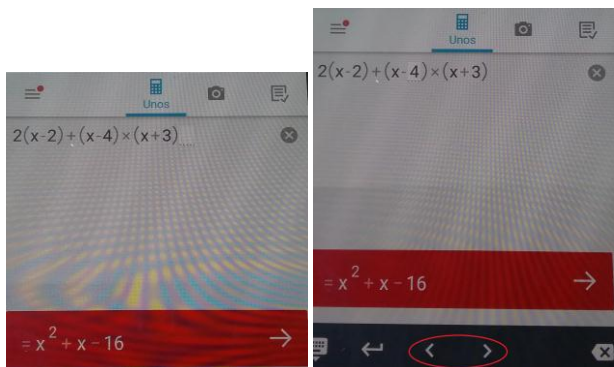 Unos
2(x-2)+(x-4)×(x+3)
= x² + x - 16
Unos
2(x-2)+(x-4)×(x+3)
= x² + x - 16